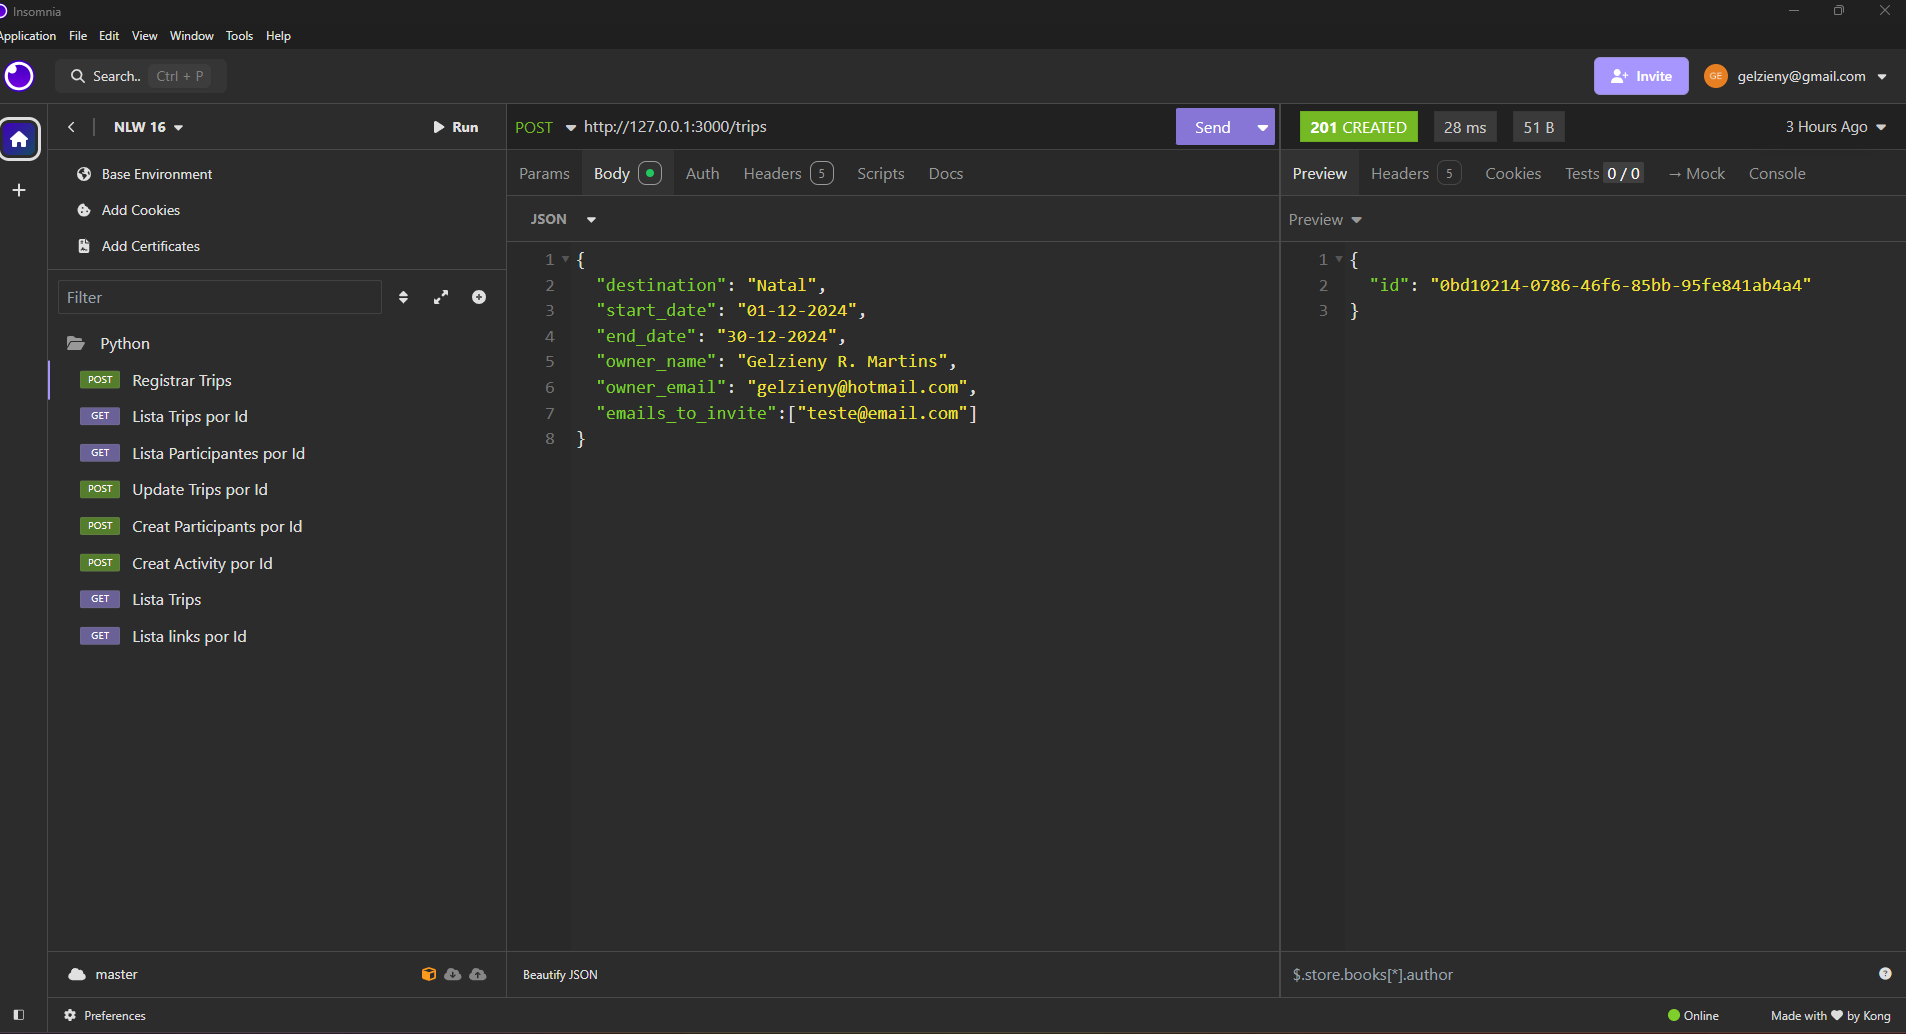 Insomnia
Application File Edit View Window Tools Help
Search.. Ctrl + P
Invite
GE gelzieny@gmail.com
NLW 16
Run
Base Environment
Add Cookies
Add Certificates
Filter
Python
POST Registrar Trips
GET Lista Trips por Id
GET Lista Participantes por Id
POST Update Trips por Id
POST Creat Participants por Id
POST Creat Activity por Id
GET Lista Trips
GET Lista links por Id
master
POST http://127.0.0.1:3000/trips
Send
Params Body Auth Headers 5 Scripts Docs
JSON
1 {
2 "destination": "Natal",
3 "start_date": "01-12-2024",
4 "end_date": "30-12-2024",
5 "owner_name": "Gelzieny R. Martins",
6 "owner_email": "gelzieny@hotmail.com",
7 "emails_to_invite":["teste@email.com"]
8 }
Beautify JSON
201 CREATED 28 ms 51 B
3 Hours Ago
Preview Headers 5 Cookies Tests 0 / 0 → Mock Console
Preview
1 {
2 "id": "0bd10214-0786-46f6-85bb-95fe841ab4a4"
3 }
$.store.books[*].author
?
Preferences
Online
Made with ♥ by Kong